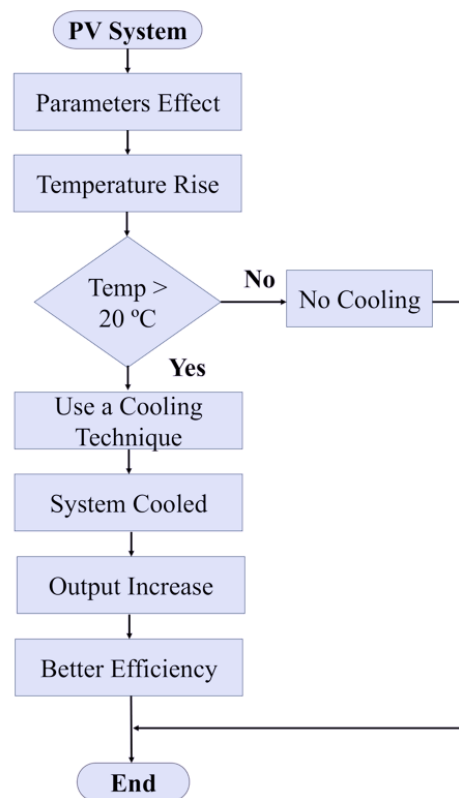 PV System
Parameters Effect
Temperature Rise
Temp >
20 ºC
No
No Cooling
Yes
Use a Cooling
Technique
System Cooled
Output Increase
Better Efficiency
End